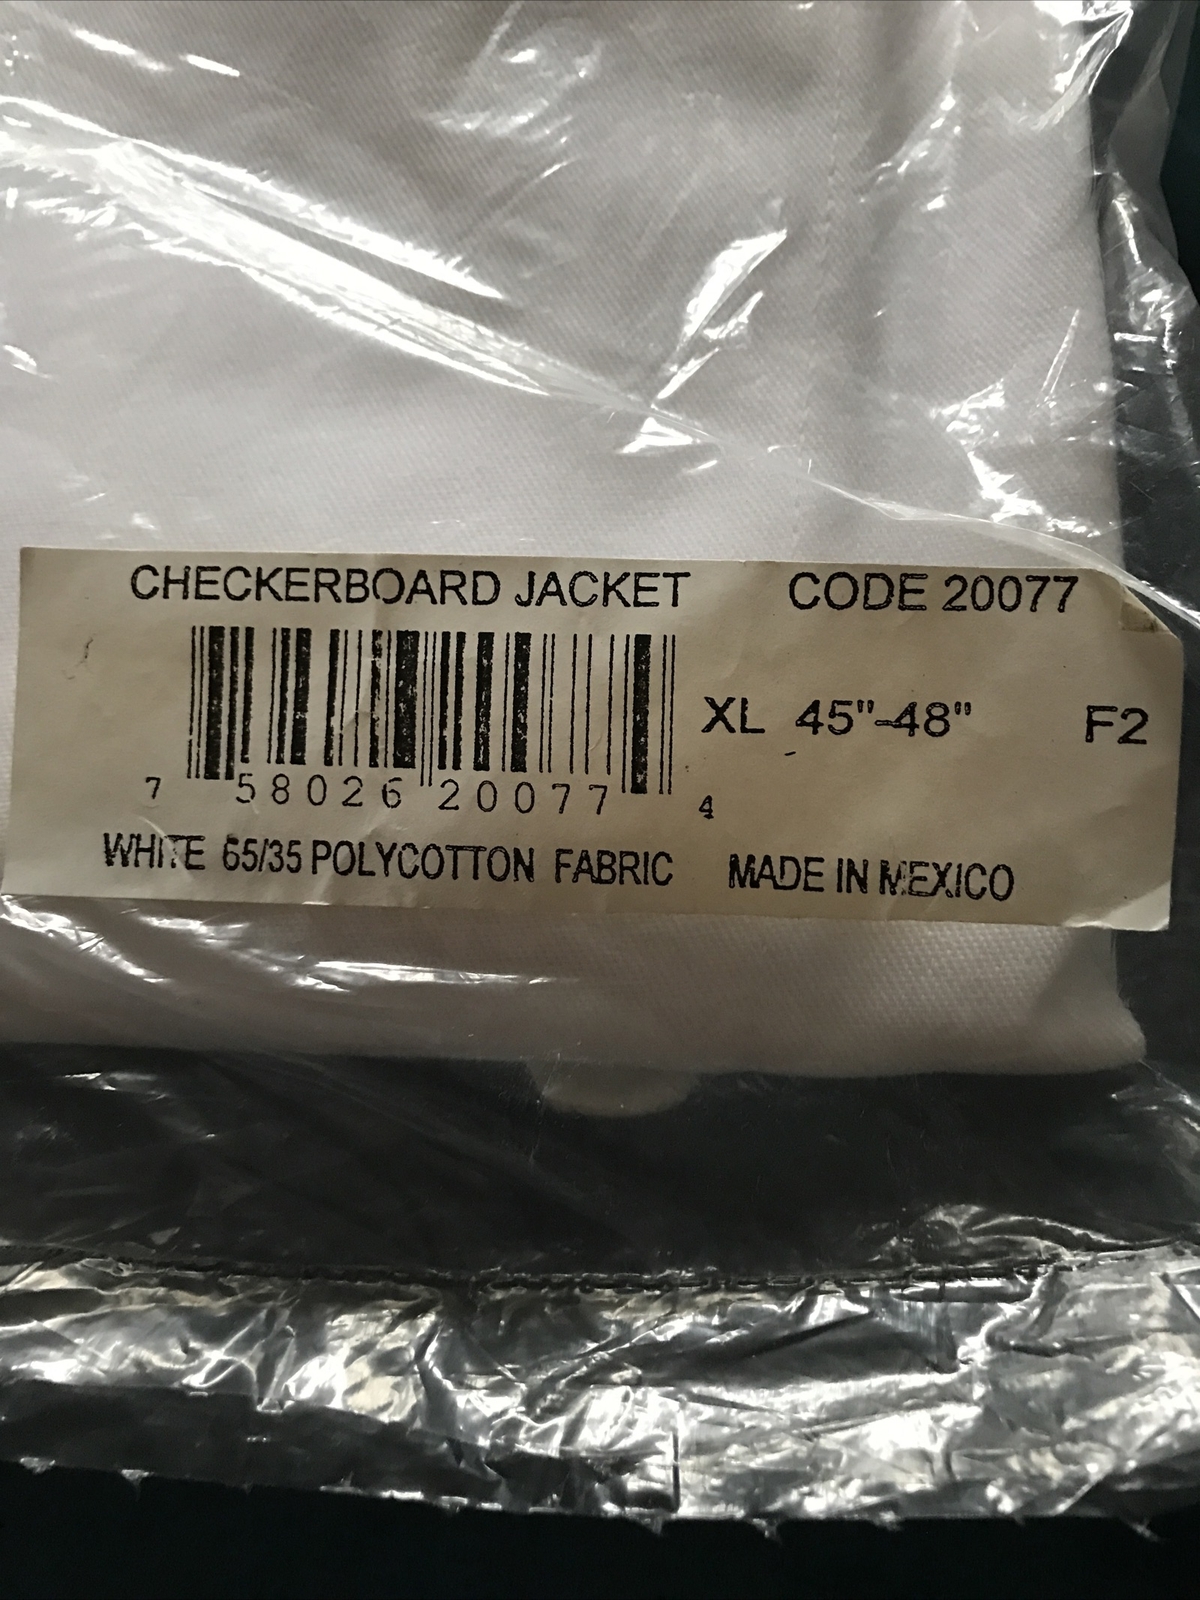 CHECKERBOARD JACKET CODE 20077
XL 45"-48" F2
7 58026 20077 4
WHITE 65/35 POLYCOTTON FABRIC MADE IN MEXICO